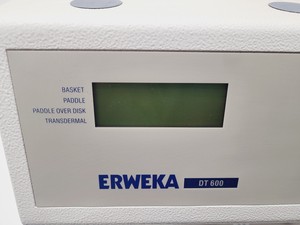 BASKET
PADDLE
PADDLE OVER DISK
TRANSDERMAL
ERWEKA DT 600